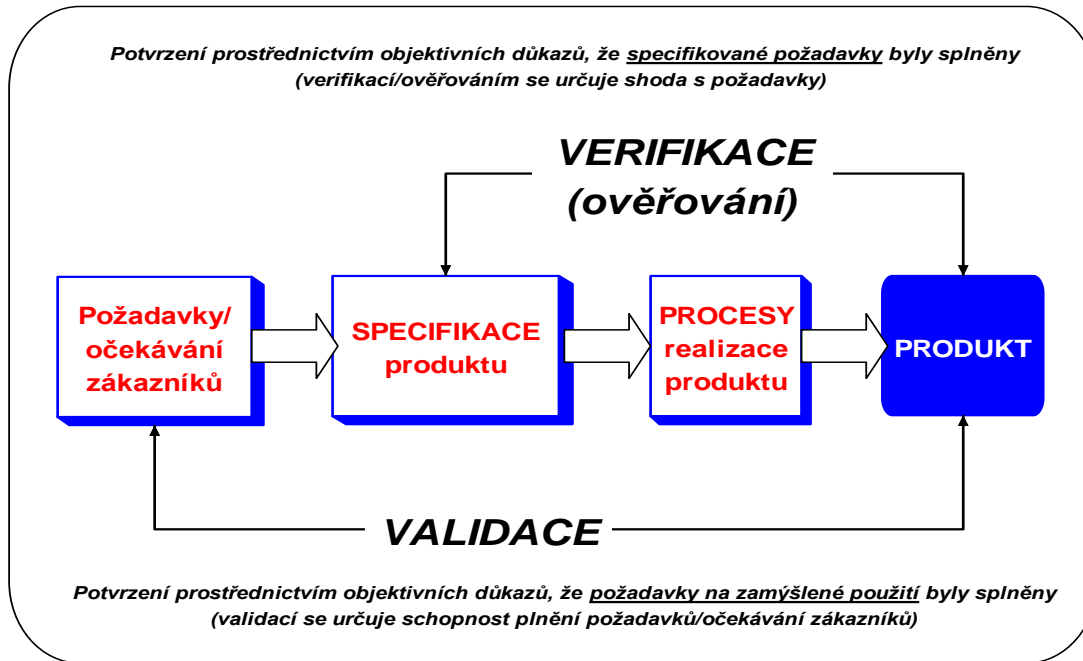 Potvrzení prostřednictvím objektivních důkazů, že specifikované požadavky byly splněny
(verifikací/ověřováním se určuje shoda s požadavky)
VERIFIKACE
(ověřování)
Požadavky/
očekávání
zákazníků
SPECIFIKACE
produktu
PROCESY
realizace
produktu
PRODUKT
VALIDACE
Potvrzení prostřednictvím objektivních důkazů, že požadavky na zamýšlené použití byly splněny
(validací se určuje schopnost plnění požadavků/očekávání zákazníků)